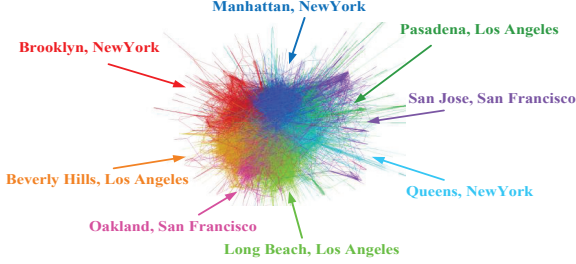 Manhattan, NewYork
Pasadena, Los Angeles
Brooklyn, NewYork
San Jose, San Francisco
Beverly Hills, Los Angeles
Queens, NewYork
Oakland, San Francisco
Long Beach, Los Angeles